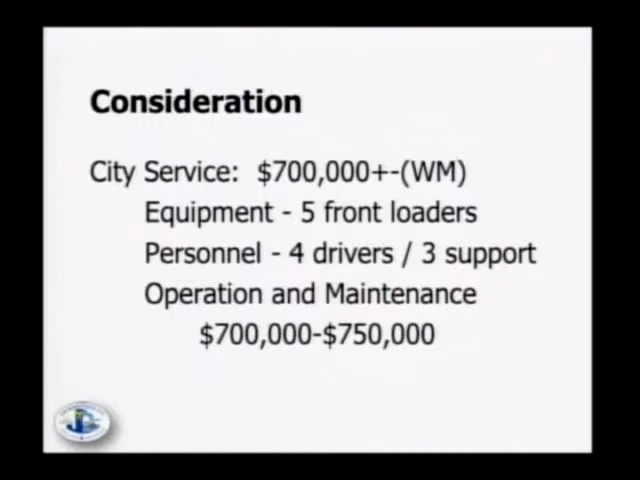 Consideration
City Service: $700,000+-(WM)
Equipment - 5 front loaders
Personnel - 4 drivers / 3 support
Operation and Maintenance
$700,000-$750,000